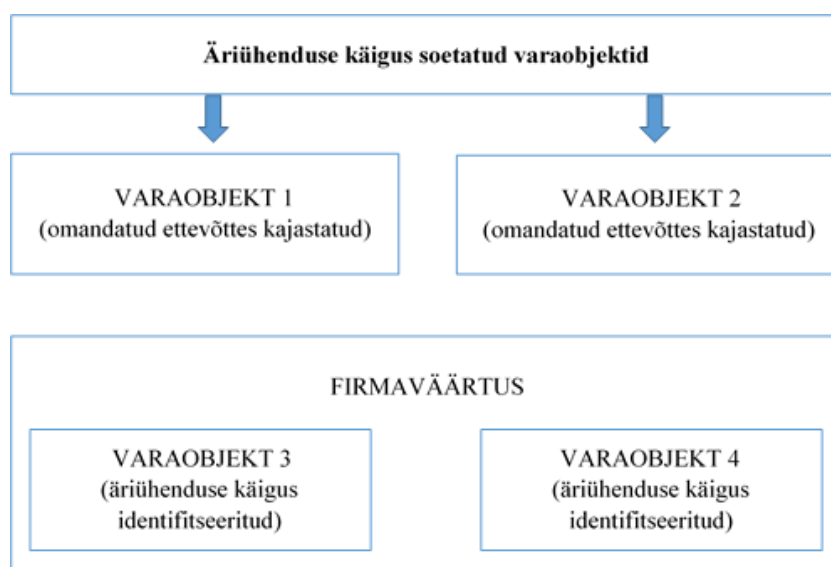 Äriühenduse käigus soetatud varaobjektid
VARAOBJEKT 1
(omandatud ettevõttes kajastatud)
VARAOBJEKT 2
(omandatud ettevõttes kajastatud)
FIRMAVÄÄRTUS
VARAOBJEKT 3
(äriühenduse käigus
identifitseeritud)
VARAOBJEKT 4
(äriühenduse käigus
identifitseeritud)